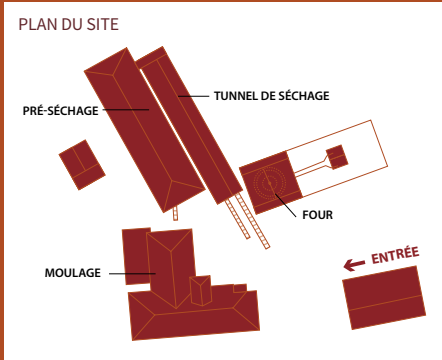 PLAN DU SITE
TUNNEL DE SÉCHAGE
PRÉ-SÉCHAGE
FOUR
ENTRÉE
MOULAGE